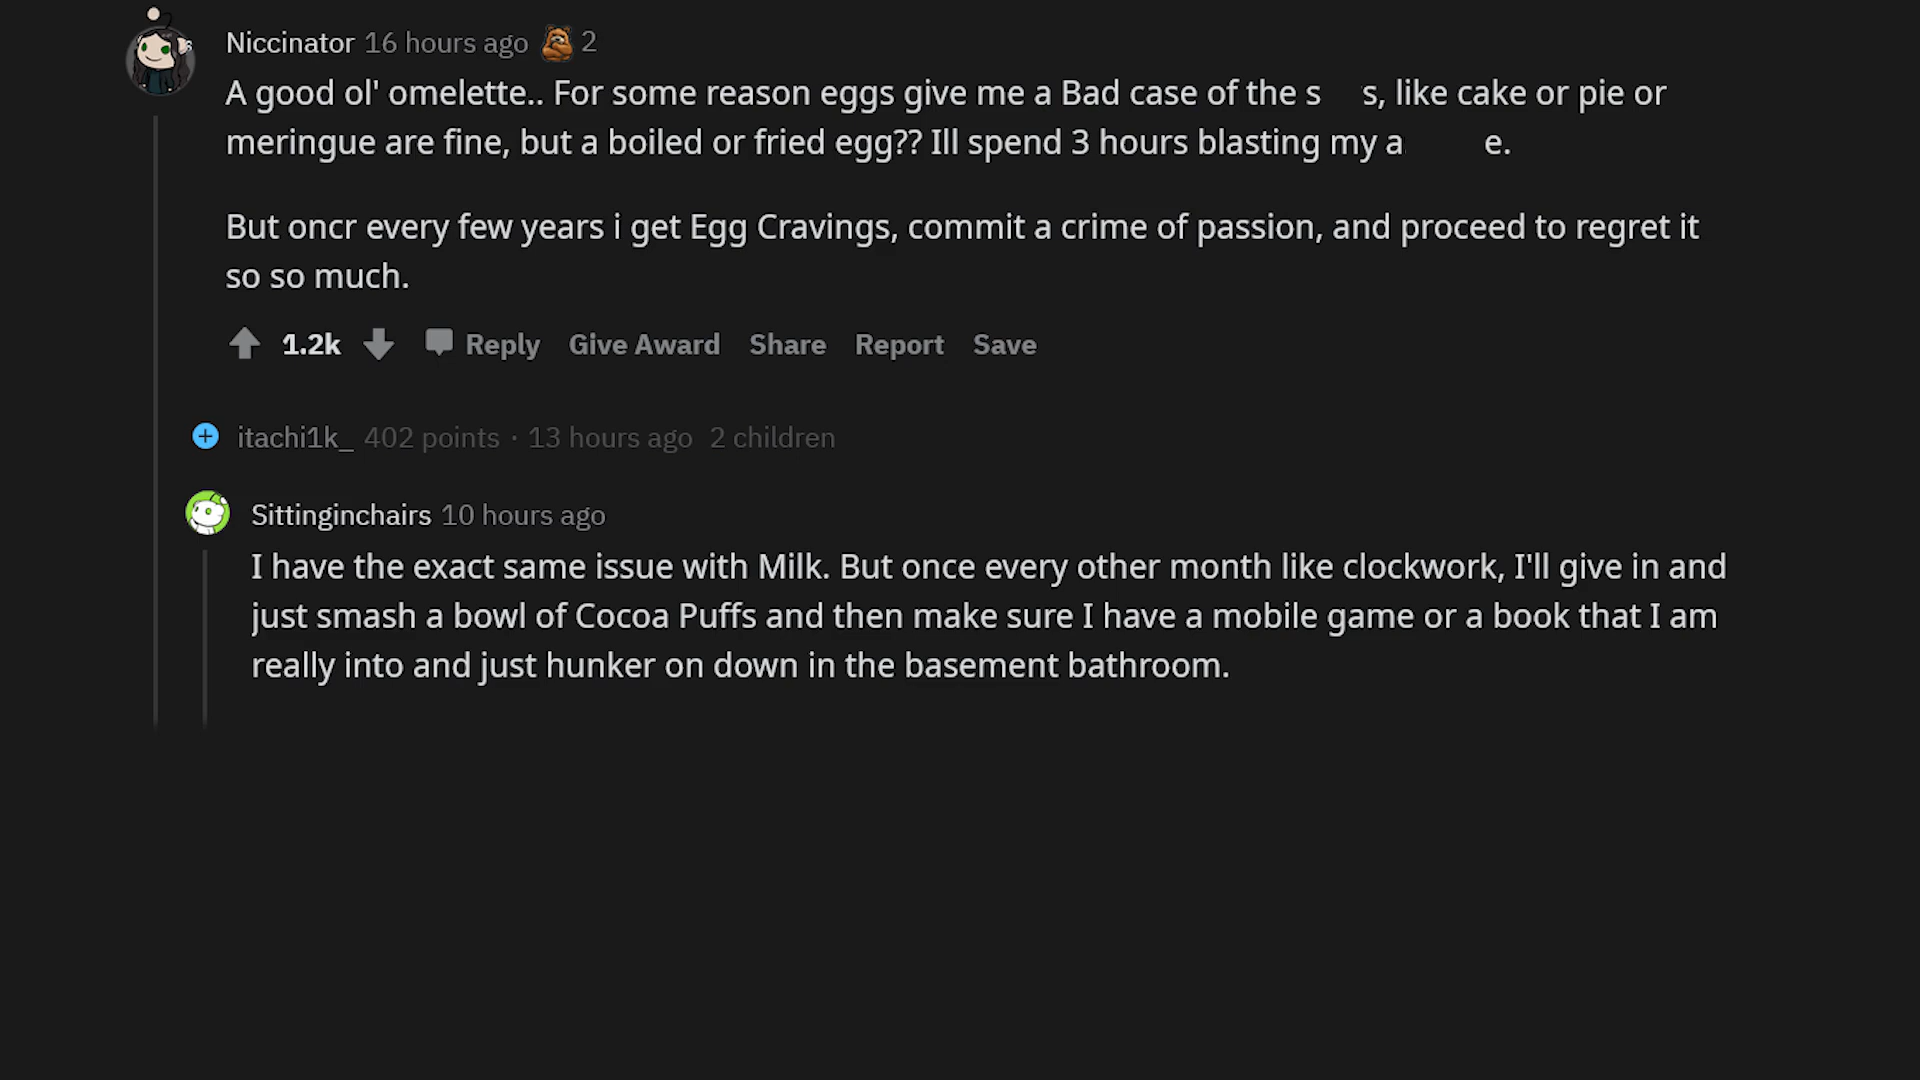 Niccinator 16 hours ago 2
A good ol' omelette.. For some reason eggs give me a Bad case of the s s, like cake or pie or
meringue are fine, but a boiled or fried egg?? Ill spend 3 hours blasting my a e.
But oncr every few years i get Egg Cravings, commit a crime of passion, and proceed to regret it
so so much.
1.2k Reply Give Award Share Report Save
itachi1k_ 402 points · 13 hours ago 2 children
Sittinginchairs 10 hours ago
I have the exact same issue with Milk. But once every other month like clockwork, I'll give in and
just smash a bowl of Cocoa Puffs and then make sure I have a mobile game or a book that I am
really into and just hunker on down in the basement bathroom.